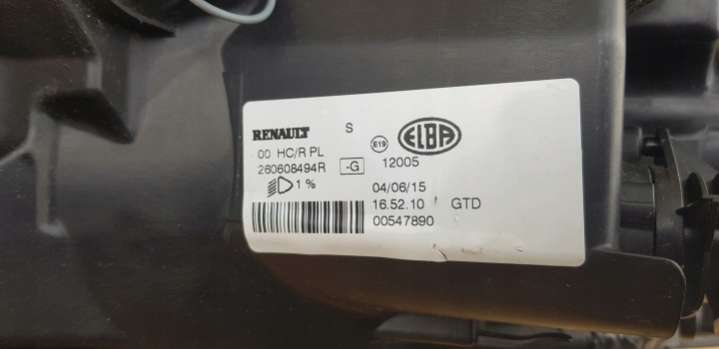 RENAULT S
E19 ELBA
00 HC/R PL
260608494R -G 12005
1 % 04/06/15
16.52.10 GTD
00547890